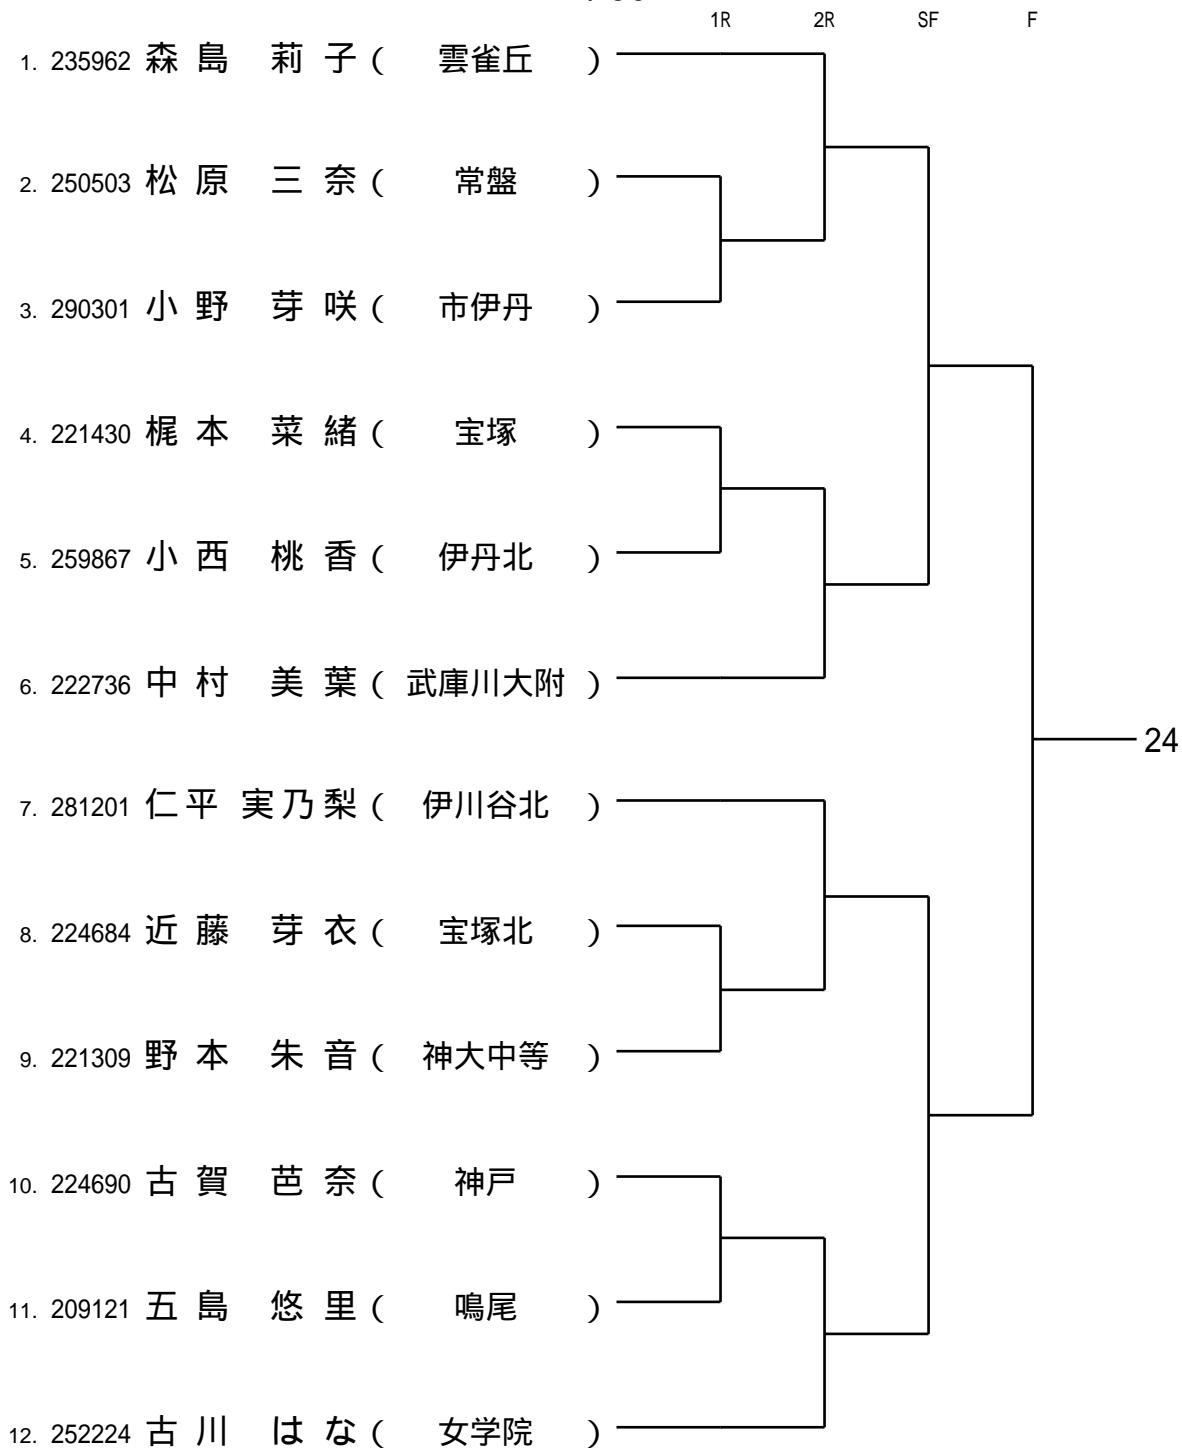 1R 2R SF F
1. 235962 森島 莉子 ( 雲雀丘 )
2. 250503 松原 三奈 ( 常盤 )
3. 290301 小野 芽咲 ( 市伊丹 )
4. 221430 梶本 菜緒 ( 宝塚 )
5. 259867 小西 桃香 ( 伊丹北 )
6. 222736 中村 美葉 ( 武庫川大附 )
24
7. 281201 仁平 実乃梨 ( 伊川谷北 )
8. 224684 近藤 芽衣 ( 宝塚北 )
9. 221309 野本 朱音 ( 神大中等 )
10. 224690 古賀 芭奈 ( 神戸 )
11. 209121 五島 悠里 ( 鳴尾 )
12. 252224 古川 はな ( 女学院 )